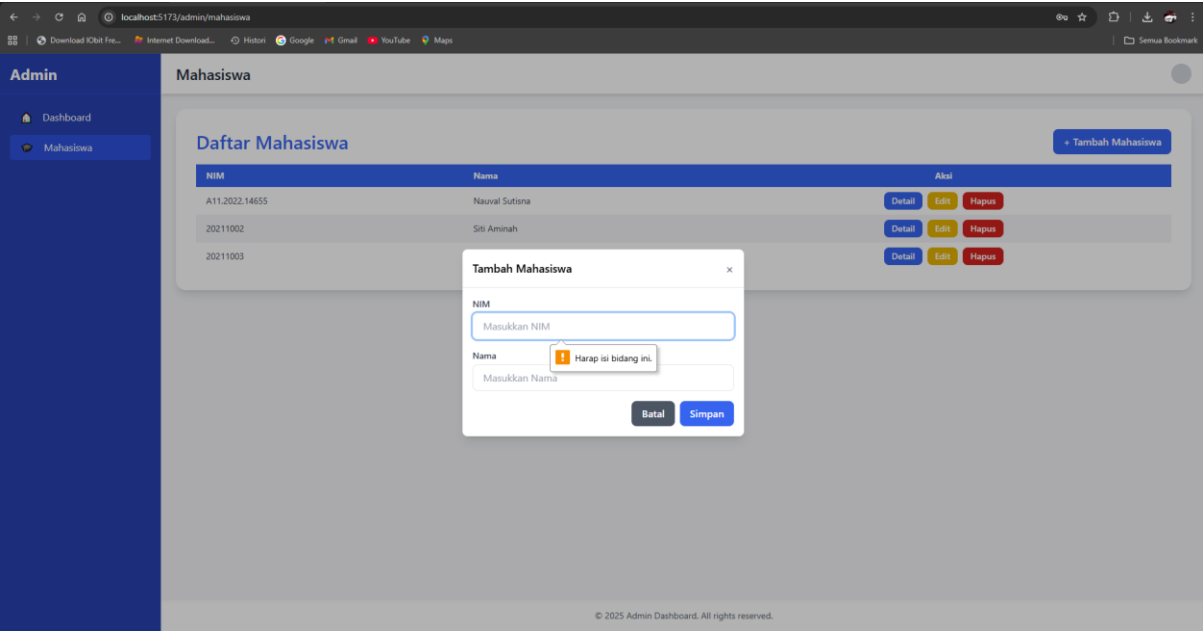 localhost:5173/admin/mahasiswa
Download IObit Fre... Internet Download... Histori Google Gmail YouTube Maps Semua Bookmark
Admin
Mahasiswa
Dashboard
Mahasiswa
Daftar Mahasiswa
+ Tambah Mahasiswa
NIM Nama Aksi
A11.2022.14655 Nauval Sutisna Detail Edit Hapus
20211002 Siti Aminah Detail Edit Hapus
20211003 Detail Edit Hapus
Tambah Mahasiswa ×
NIM
Masukkan NIM
Harap isi bidang ini.
Nama
Masukkan Nama
Batal Simpan
© 2025 Admin Dashboard. All rights reserved.